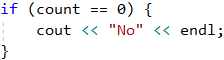 if (count == 0) {
    cout << "No" << endl;
}